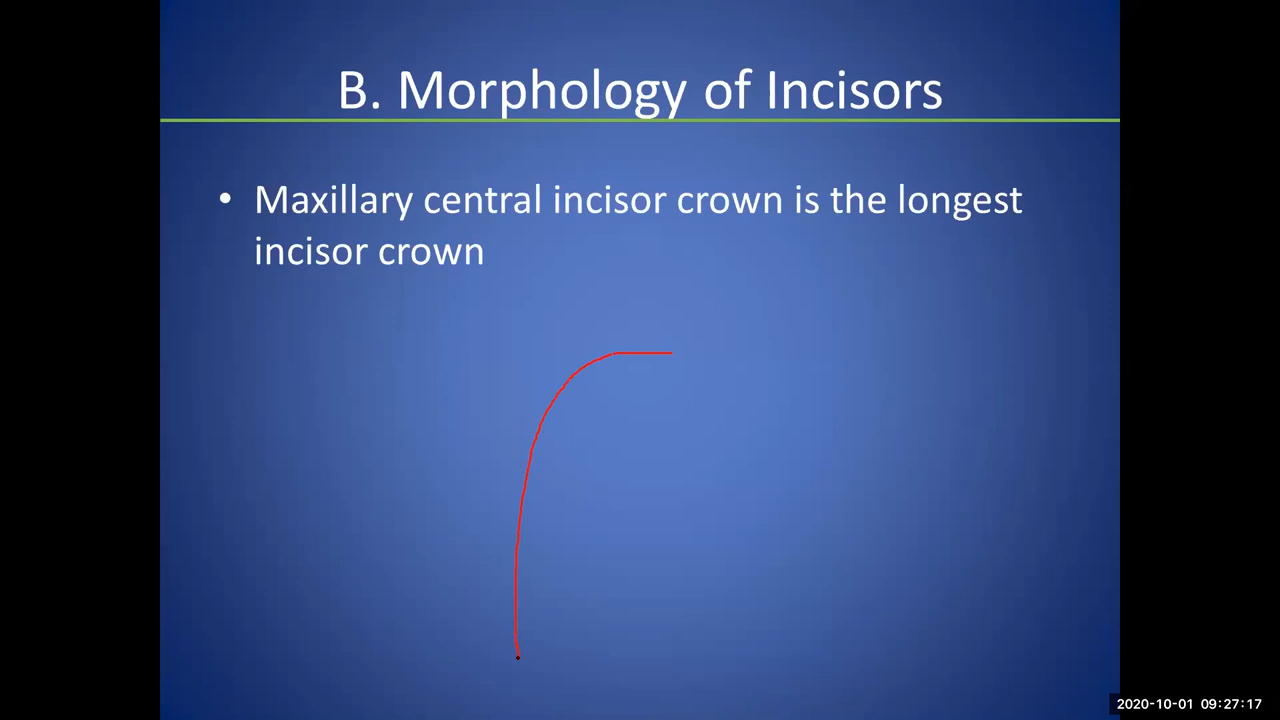 B. Morphology of Incisors
• Maxillary central incisor crown is the longest
incisor crown
2020-10-01 09:27:17